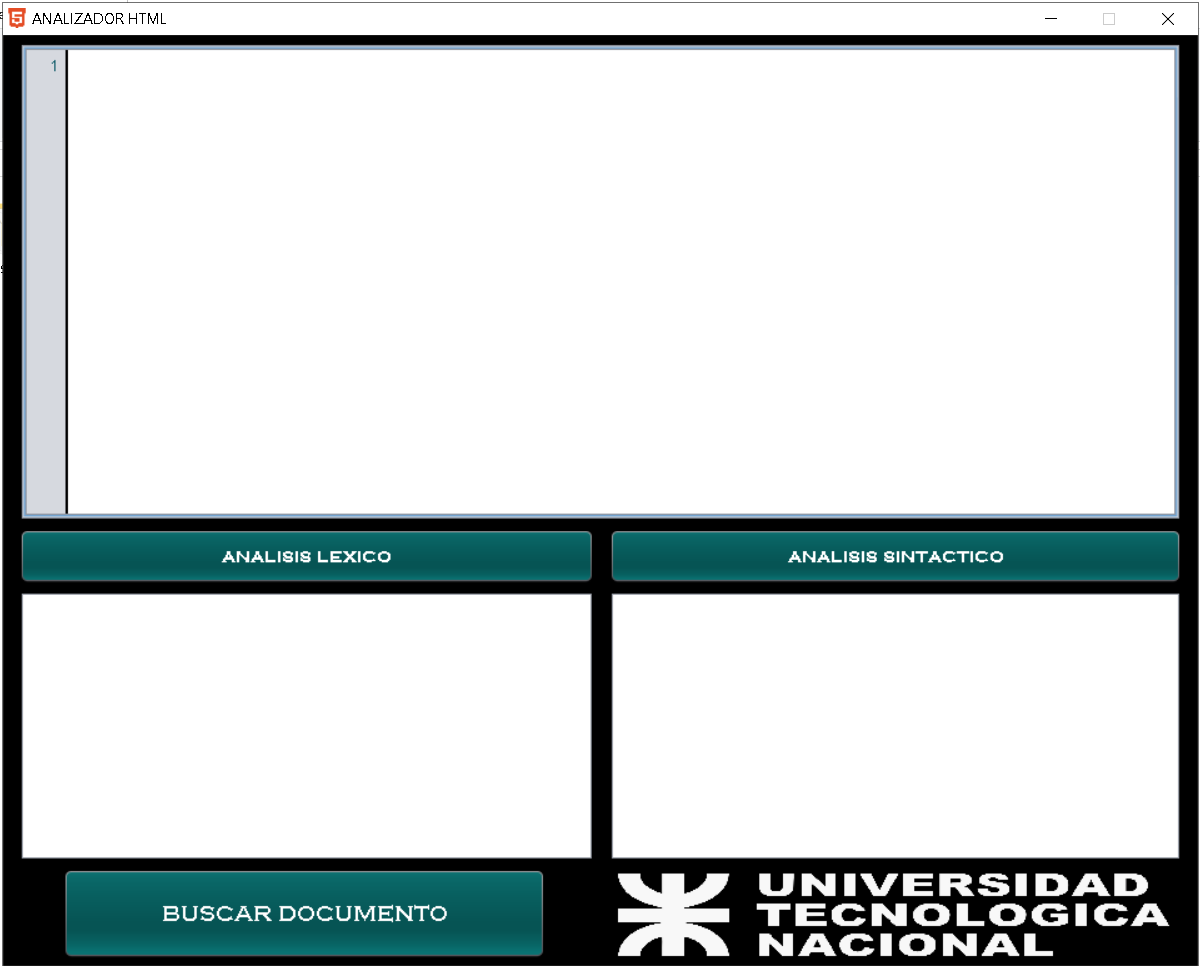 ANALIZADOR HTML
1
ANALISIS LEXICO
ANALISIS SINTACTICO
BUSCAR DOCUMENTO
UNIVERSIDAD
TECNOLOGICA
NACIONAL